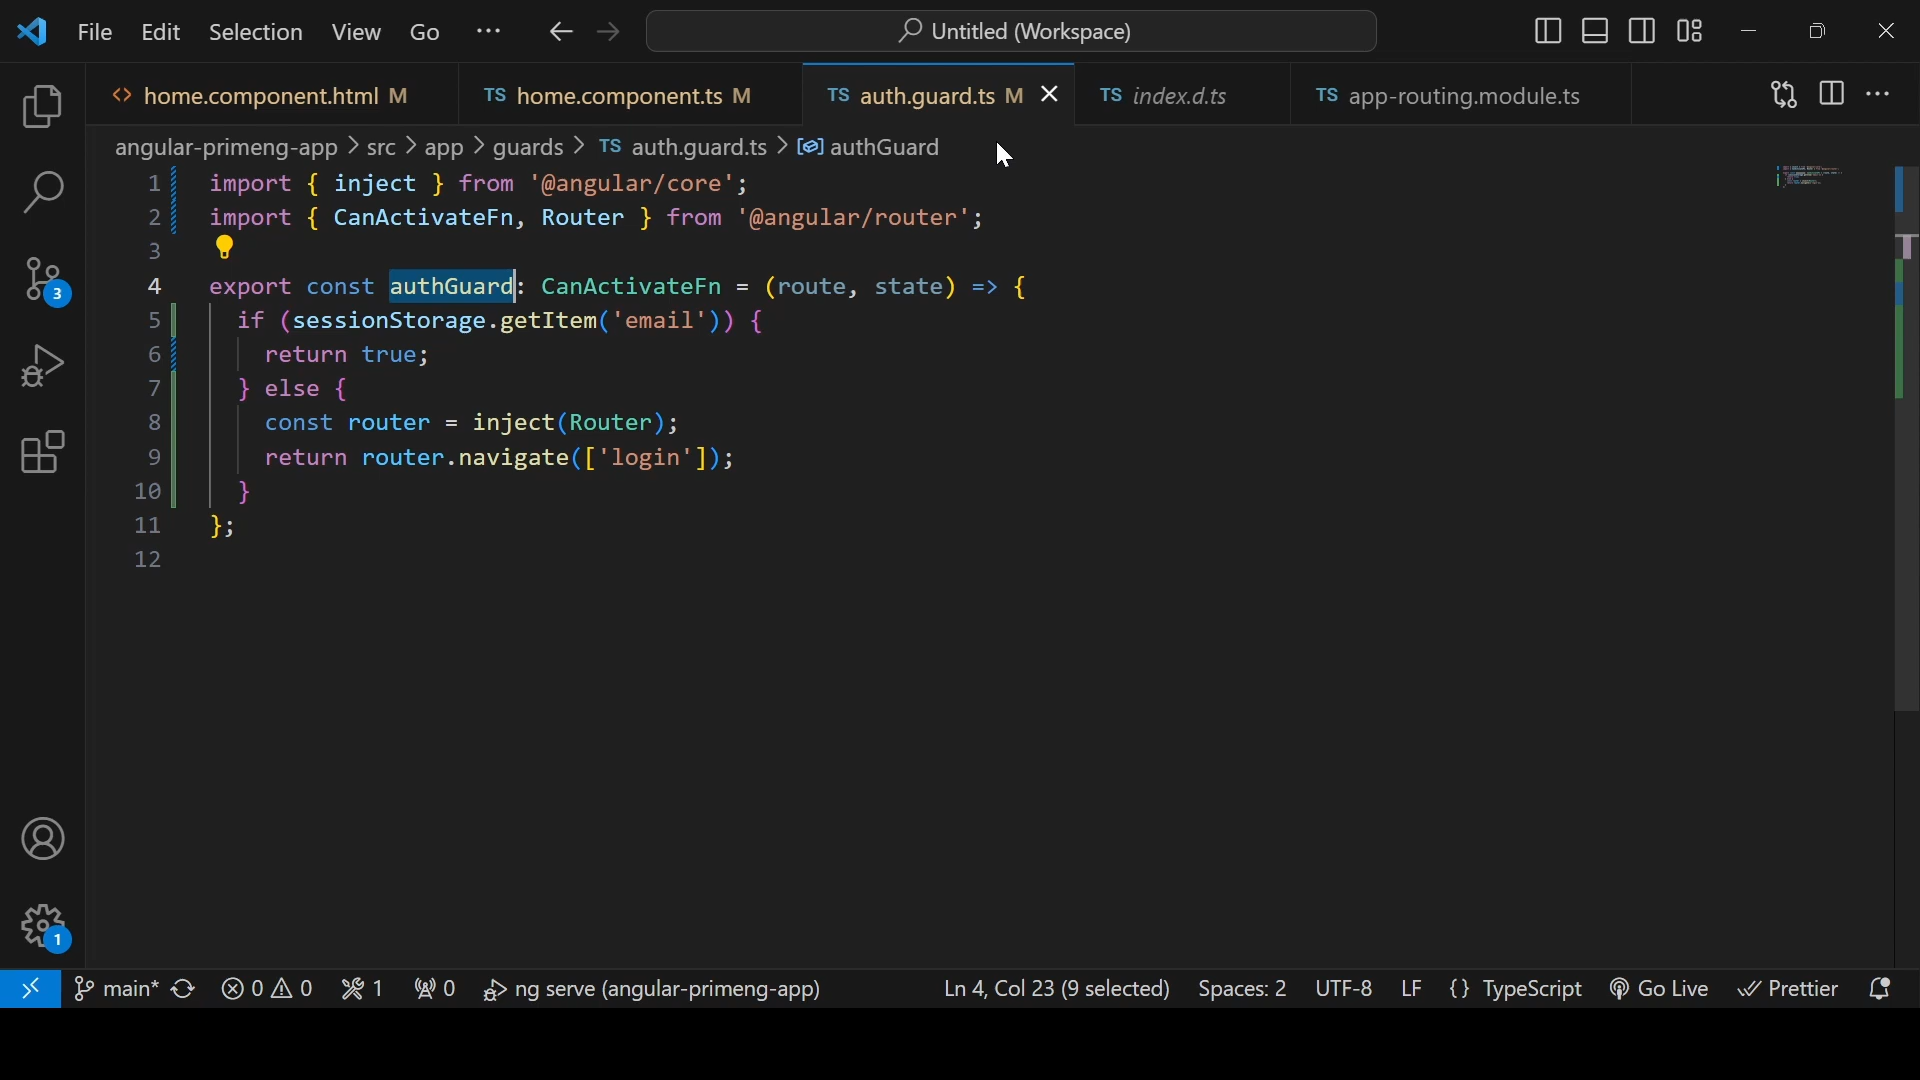 File Edit Selection View Go ··· Untitled (Workspace)
home.component.html M TS home.component.ts M TS auth.guard.ts M TS index.d.ts TS app-routing.module.ts
angular-primeng-app > src > app > guards > TS auth.guard.ts > authGuard
1 import { inject } from '@angular/core';
2 import { CanActivateFn, Router } from '@angular/router';
3
4 export const authGuard: CanActivateFn = (route, state) => {
5 if (sessionStorage.getItem('email')) {
6 return true;
7 } else {
8 const router = inject(Router);
9 return router.navigate(['login']);
10 }
11 };
12
3
1
main* 0 0 1 0 ng serve (angular-primeng-app) Ln 4, Col 23 (9 selected) Spaces: 2 UTF-8 LF {} TypeScript Go Live Prettier